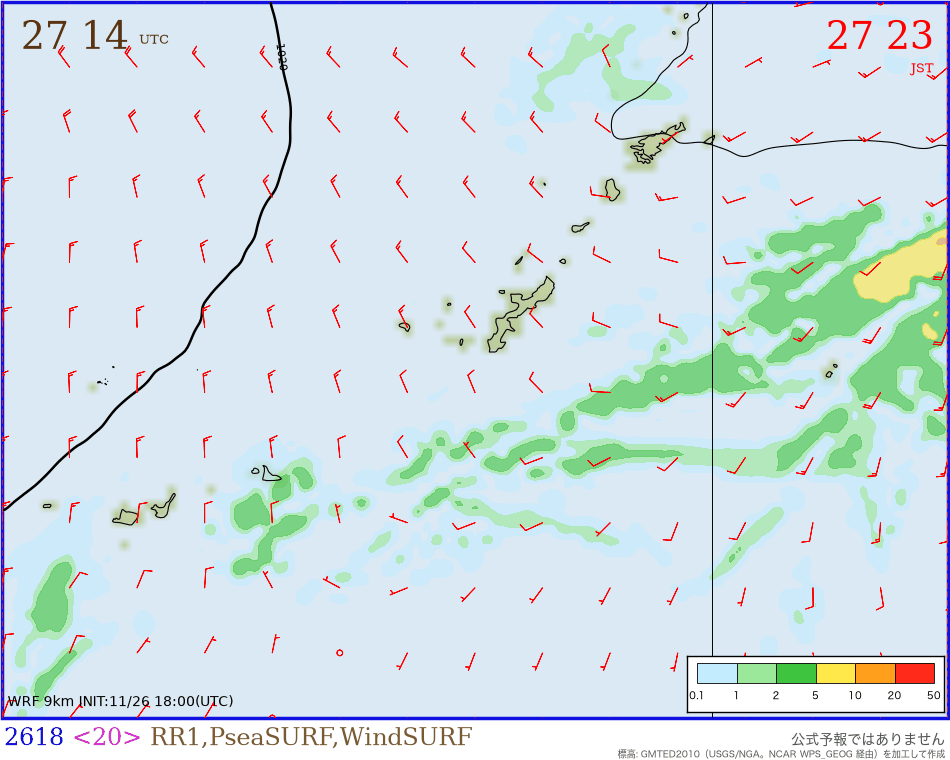 27 14 UTC
27 23
JST
1020
0.1 1 2 5 10 20 50
WRF 9km INIT:11/26 18:00(UTC)
2618 <20> RR1,PseaSURF,WindSURF
公式予報ではありません
標高: GMTED2010（USGS/NGA。NCAR WPS_GEOG 経由）を加工して作成